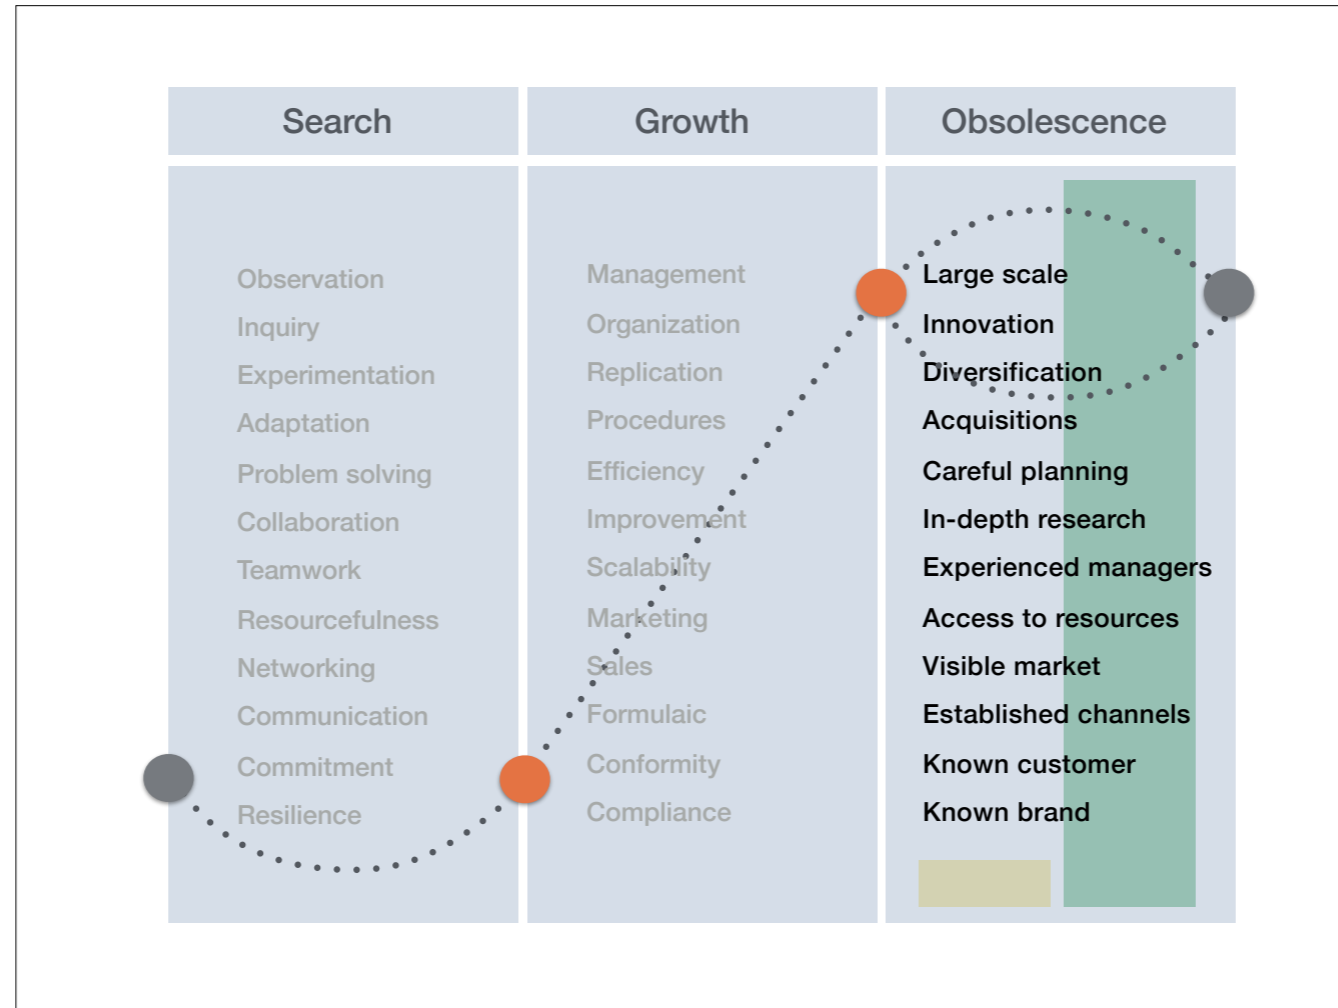 Search
Growth
Obsolescence
Observation
Inquiry
Experimentation
Adaptation
Problem solving
Collaboration
Teamwork
Resourcefulness
Networking
Communication
Commitment
Resilience
Management
Organization
Replication
Procedures
Efficiency
Improvement
Scalability
Marketing
Sales
Formulaic
Conformity
Compliance
Large scale
Innovation
Diversification
Acquisitions
Careful planning
In-depth research
Experienced managers
Access to resources
Visible market
Established channels
Known customer
Known brand